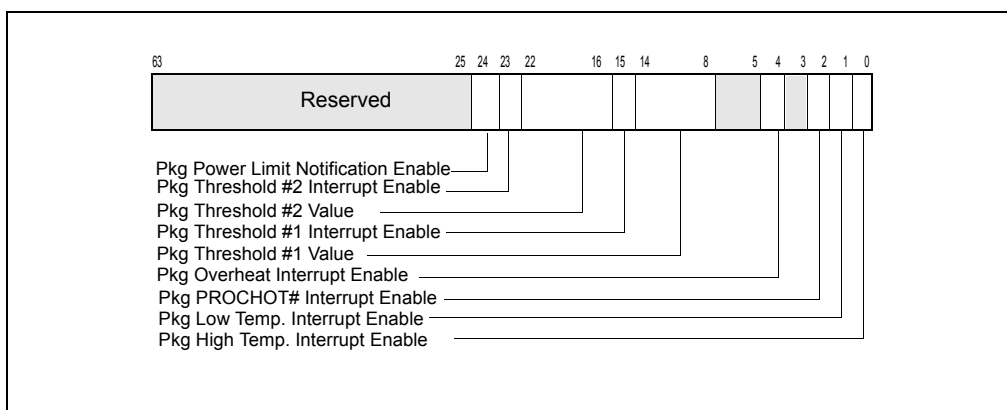 63 25 24 23 22 16 15 14 8 5 4 3 2 1 0
Reserved
Pkg Power Limit Notification Enable
Pkg Threshold #2 Interrupt Enable
Pkg Threshold #2 Value
Pkg Threshold #1 Interrupt Enable
Pkg Threshold #1 Value
Pkg Overheat Interrupt Enable
Pkg PROCHOT# Interrupt Enable
Pkg Low Temp. Interrupt Enable
Pkg High Temp. Interrupt Enable